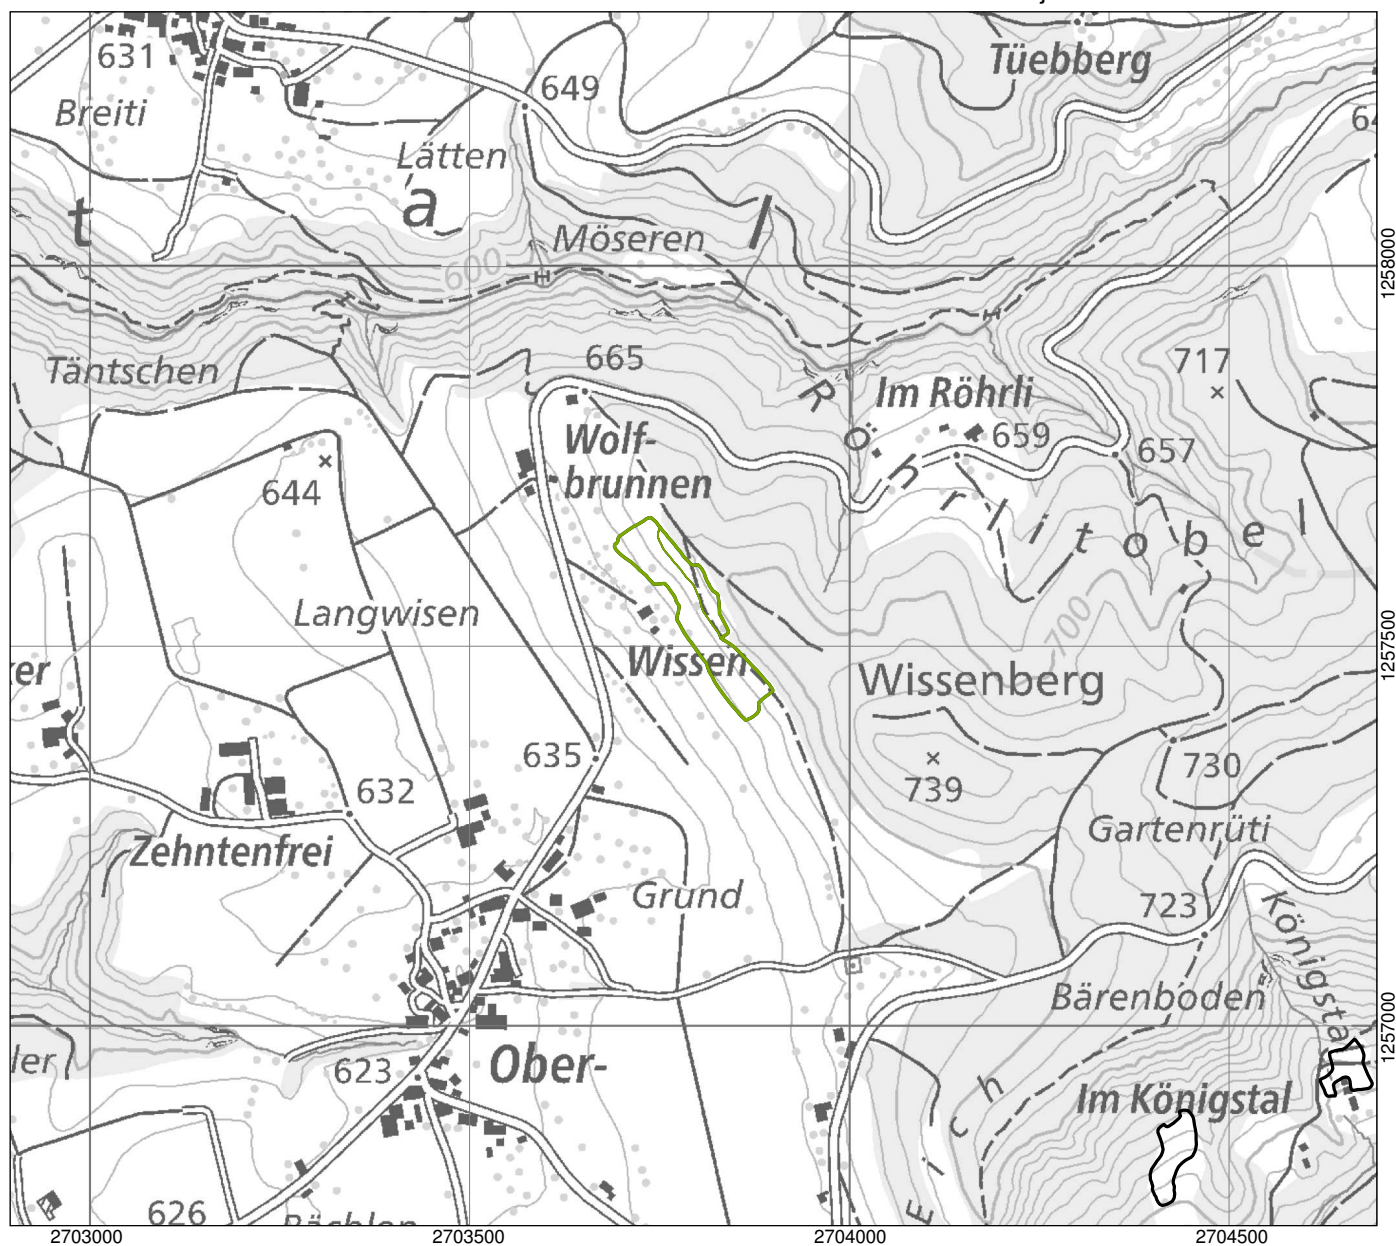 631
Breiti
649
Tüebberg
Lätten
t
a
l
Möseren
600
1258000
Täntschen
665
717
Im Röhrli
659
657
Wolf-
brunnen
644
Röhrlitobel
Langwisen
700
1257500
Wissen
Wissenberg
635
739
730
632
Gartenrüti
Zehntenfrei
Grund
723
Königstal
Bärenboden
1257000
623
Ober-
Im Königstal
Eich
626
2703000
2703500
2704000
2704500